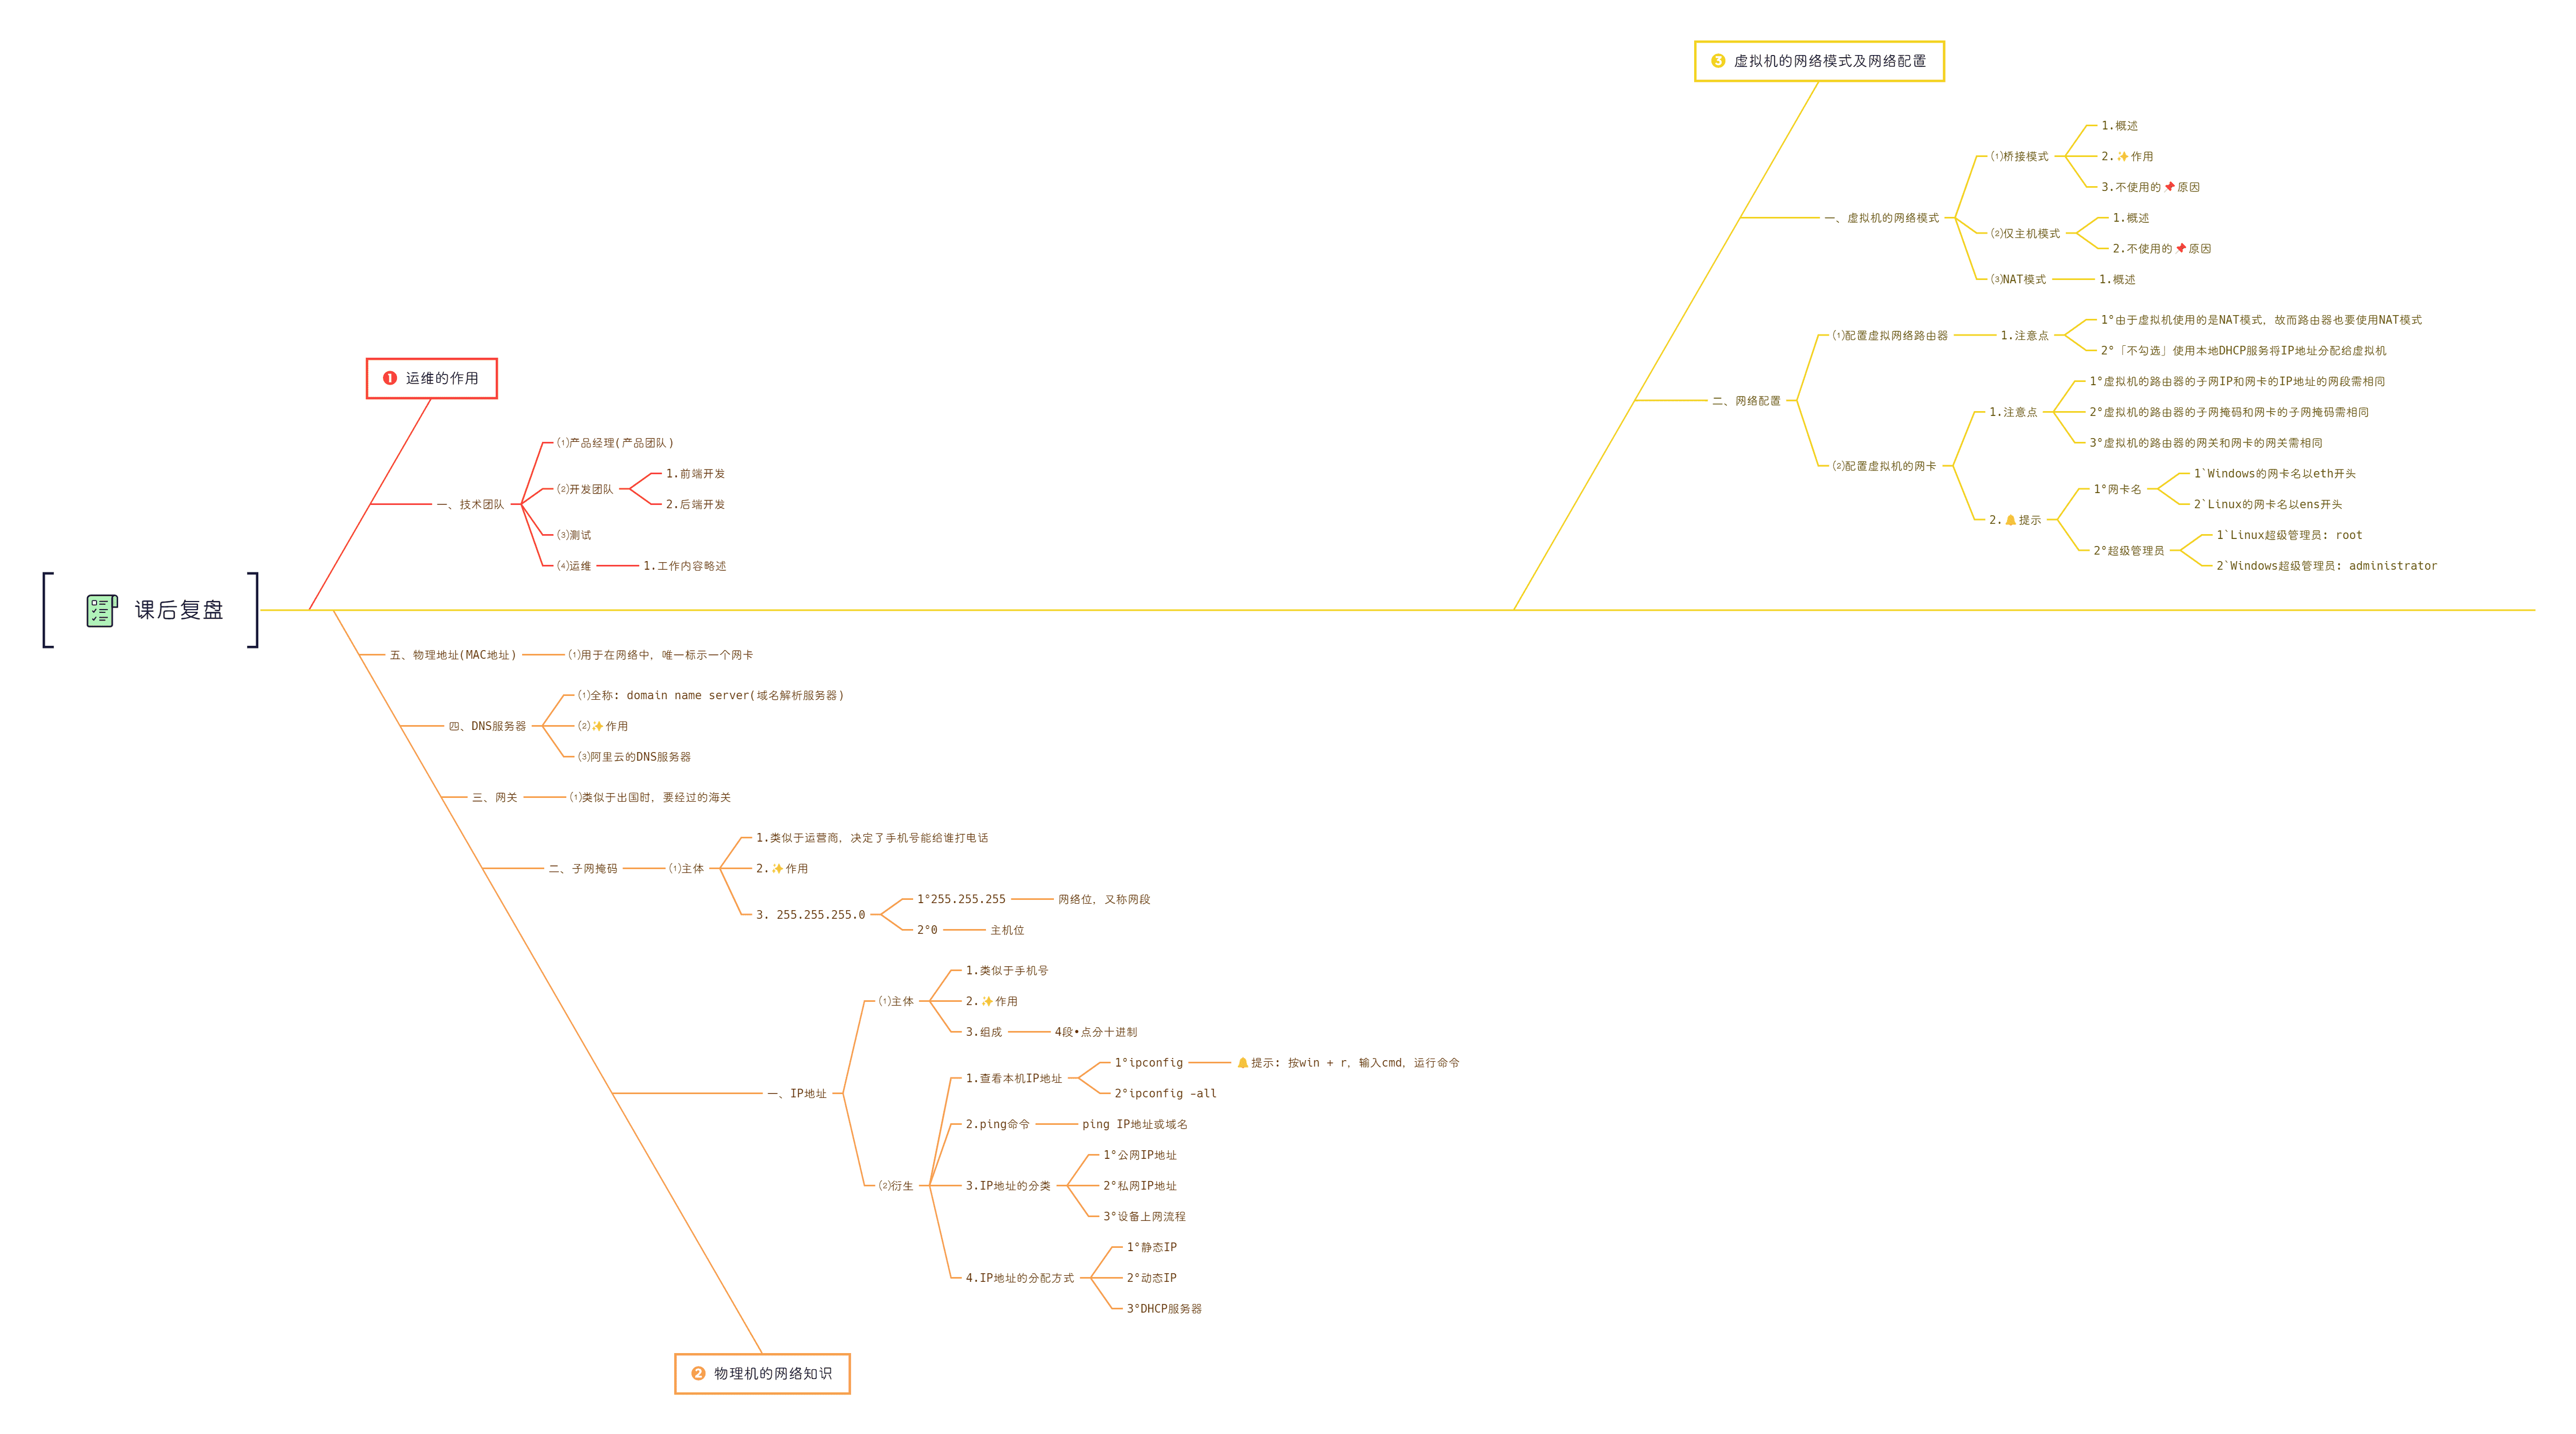 课后复盘
❶ 运维的作用
一、技术团队
⑴产品经理(产品团队)
⑵开发团队
1.前端开发
2.后端开发
⑶测试
⑷运维
1.工作内容略述
❷ 物理机的网络知识
五、物理地址(MAC地址)
⑴用于在网络中，唯一标示一个网卡
四、DNS服务器
⑴全称: domain name server(域名解析服务器)
⑵✨作用
⑶阿里云的DNS服务器
三、网关
⑴类似于出国时，要经过的海关
二、子网掩码
⑴主体
1.类似于运营商，决定了手机号能给谁打电话
2.✨作用
3. 255.255.255.0
1°255.255.255
网络位，又称网段
2°0
主机位
一、IP地址
⑴主体
1.类似于手机号
2.✨作用
3.组成
4段•点分十进制
⑵衍生
1.查看本机IP地址
1°ipconfig
🔔提示: 按win + r，输入cmd，运行命令
2°ipconfig -all
2.ping命令
ping IP地址或域名
3.IP地址的分类
1°公网IP地址
2°私网IP地址
3°设备上网流程
4.IP地址的分配方式
1°静态IP
2°动态IP
3°DHCP服务器
❸ 虚拟机的网络模式及网络配置
一、虚拟机的网络模式
⑴桥接模式
1.概述
2.✨作用
3.不使用的📌原因
⑵仅主机模式
1.概述
2.不使用的📌原因
⑶NAT模式
1.概述
二、网络配置
⑴配置虚拟网络路由器
1.注意点
1°由于虚拟机使用的是NAT模式，故而路由器也要使用NAT模式
2°「不勾选」使用本地DHCP服务将IP地址分配给虚拟机
⑵配置虚拟机的网卡
1.注意点
1°虚拟机的路由器的子网IP和网卡的IP地址的网段需相同
2°虚拟机的路由器的子网掩码和网卡的子网掩码需相同
3°虚拟机的路由器的网关和网卡的网关需相同
2.🔔提示
1°网卡名
1`Windows的网卡名以eth开头
2`Linux的网卡名以ens开头
2°超级管理员
1`Linux超级管理员: root
2`Windows超级管理员: administrator